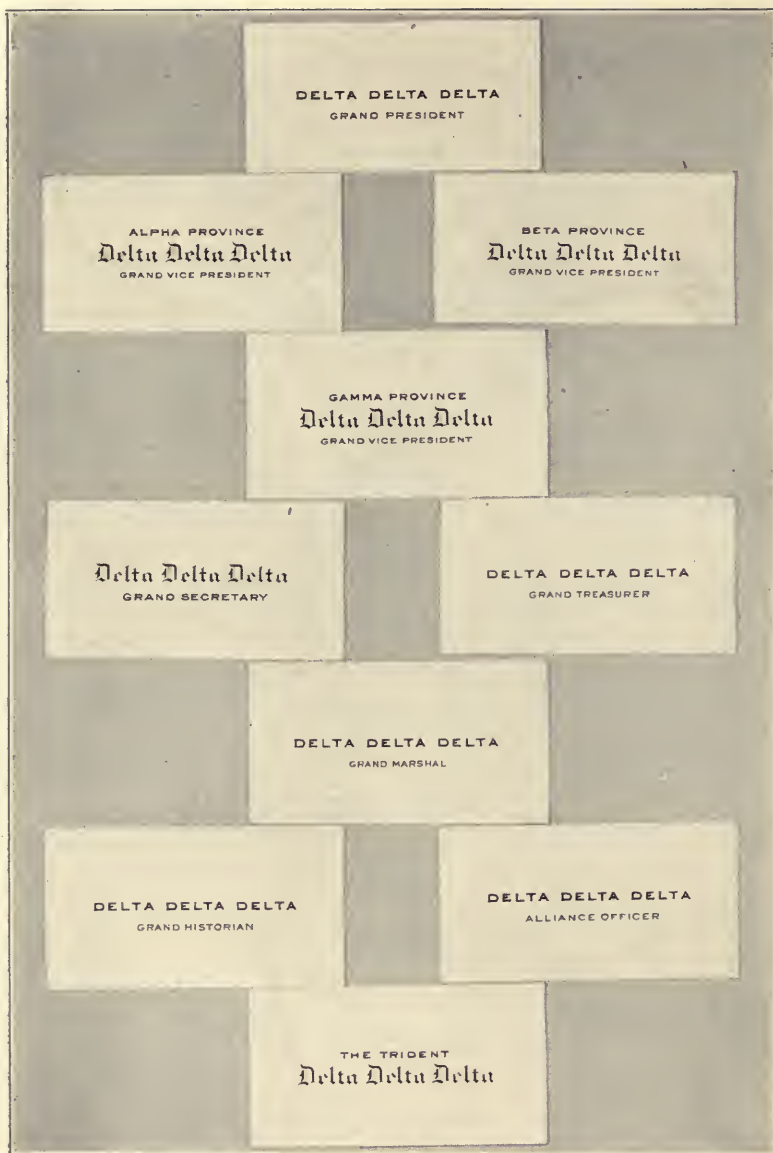 DELTA DELTA DELTA
GRAND PRESIDENT
ALPHA PROVINCE
Delta Delta Delta
GRAND VICE PRESIDENT
BETA PROVINCE
Delta Delta Delta
GRAND VICE PRESIDENT
GAMMA PROVINCE
Delta Delta Delta
GRAND VICE PRESIDENT
Delta Delta Delta
GRAND SECRETARY
DELTA DELTA DELTA
GRAND TREASURER
DELTA DELTA DELTA
GRAND MARSHAL
DELTA DELTA DELTA
GRAND HISTORIAN
DELTA DELTA DELTA
ALLIANCE OFFICER
THE TRIDENT
Delta Delta Delta